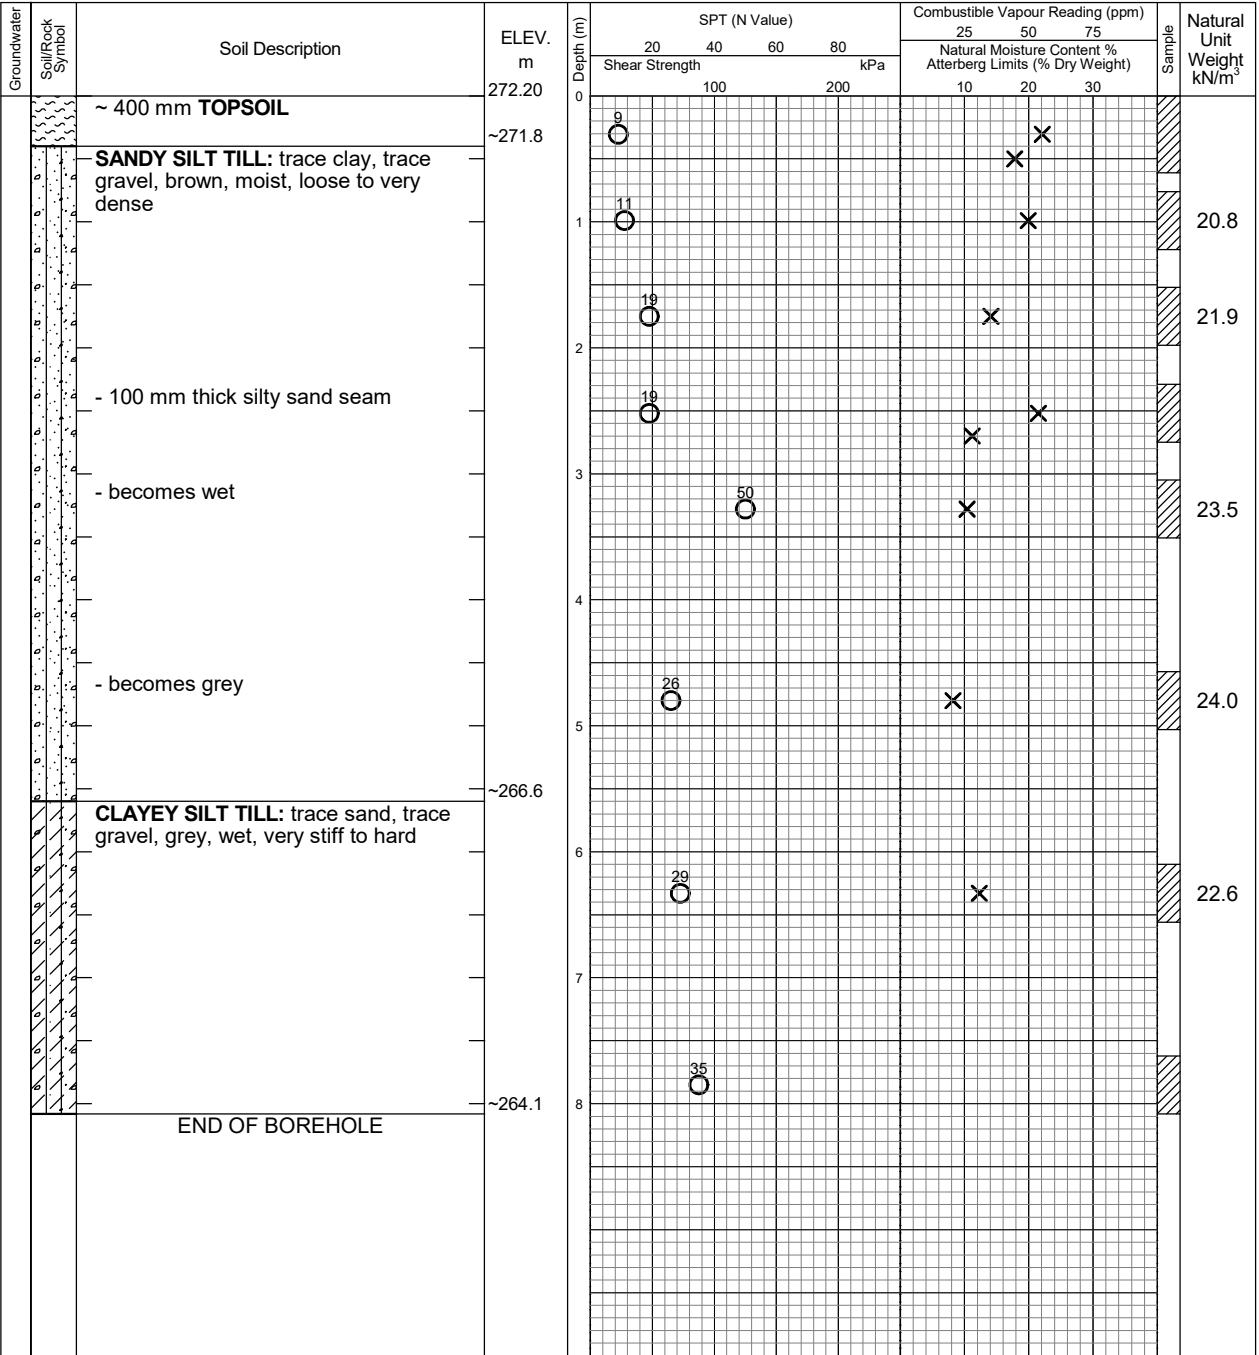 Groundwater
Soil/Rock
Symbol
Soil Description
ELEV.
m
272.20
Depth (m)
SPT (N Value)
20 40 60 80
Shear Strength kPa
100 200
Combustible Vapour Reading (ppm)
25 50 75
Natural Moisture Content %
Atterberg Limits (% Dry Weight)
10 20 30
Sample
Natural
Unit
Weight
kN/m³
0
~ 400 mm TOPSOIL
9
~271.8
SANDY SILT TILL: trace clay, trace
gravel, brown, moist, loose to very
dense
11
1
20.8
19
21.9
2
- 100 mm thick silty sand seam
19
3
- becomes wet
50
23.5
4
- becomes grey
26
24.0
5
~266.6
CLAYEY SILT TILL: trace sand, trace
gravel, grey, wet, very stiff to hard
6
29
22.6
7
35
~264.1
8
END OF BOREHOLE